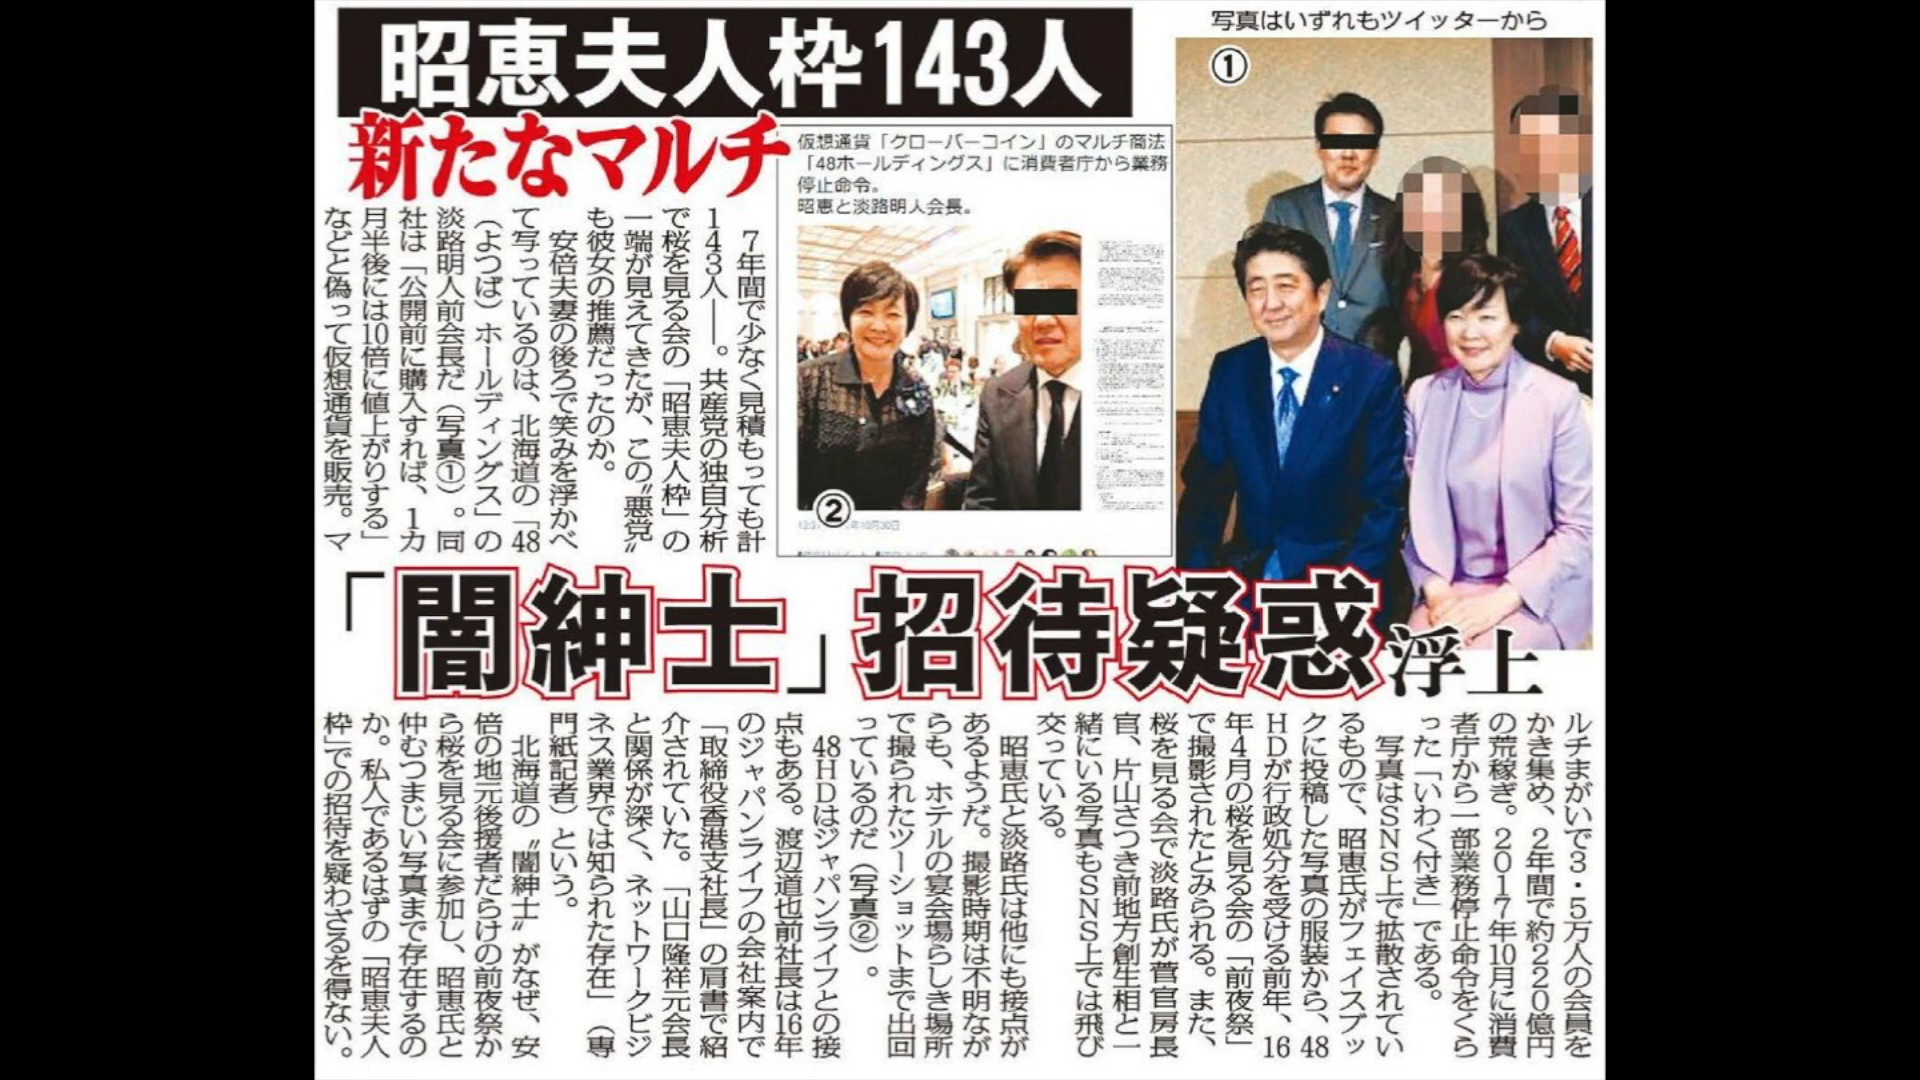 昭恵夫人枠143人
新たなマルチ
「闇紳士」招待疑惑浮上
写真はいずれもツイッターから
①
仮想通貨「クローバーコイン」のマルチ商法
「48ホールディングス」に消費者庁から業務
停止命令。
昭恵と淡路明人会長。
②
７年間で少なく見積もっても計
１４３人――。共産党の独自分析
で桜を見る会の「昭恵夫人枠」の
一端が見えてきたが、この〝悪党〟
も彼女の推薦だったのか。
安倍夫妻の後ろで笑みを浮かべ
て写っているのは、北海道の「48
（よつば）ホールディングス」の
淡路明人前会長だ（写真①）。同
社は「公開前に購入すれば、１カ
月半後には10倍に値上がりする」
などと偽って仮想通貨を販売。マ
ルチまがいで３・５万人の会員を
かき集め、２年間で約２２０億円
の荒稼ぎ。２０１７年10月に消費
者庁から一部業務停止命令をくら
った「いわく付き」である。
写真はＳＮＳ上で拡散されてい
るもので、昭恵氏がフェイスブッ
クに投稿した写真の服装から、48
ＨＤが行政処分を受ける前年、16
年４月の桜を見る会の「前夜祭」
で撮影されたとみられる。また、
桜を見る会で淡路氏が菅官房長
官、片山さつき前地方創生相と一
緒にいる写真もＳＮＳ上では飛び
交っている。
昭恵氏と淡路氏は他にも接点が
あるようだ。撮影時期は不明なが
らも、ホテルの宴会場らしき場所
で撮られたツーショットまで出回
っているのだ（写真②）。
48ＨＤはジャパンライフとの接
点もある。渡辺道也前社長は16年
のジャパンライフの会社案内で
「取締役香港支社長」の肩書で紹
介されていた。「山口隆祥元会長
と関係が深く、ネットワークビジ
ネス業界では知られた存在」（専
門紙記者）という。
北海道の〝闇紳士〟がなぜ、安
倍の地元後援者だらけの前夜祭か
ら桜を見る会に参加し、昭恵氏と
仲むつまじい写真まで存在するの
か。私人であるはずの「昭恵夫人
枠」での招待を疑わざるを得ない。